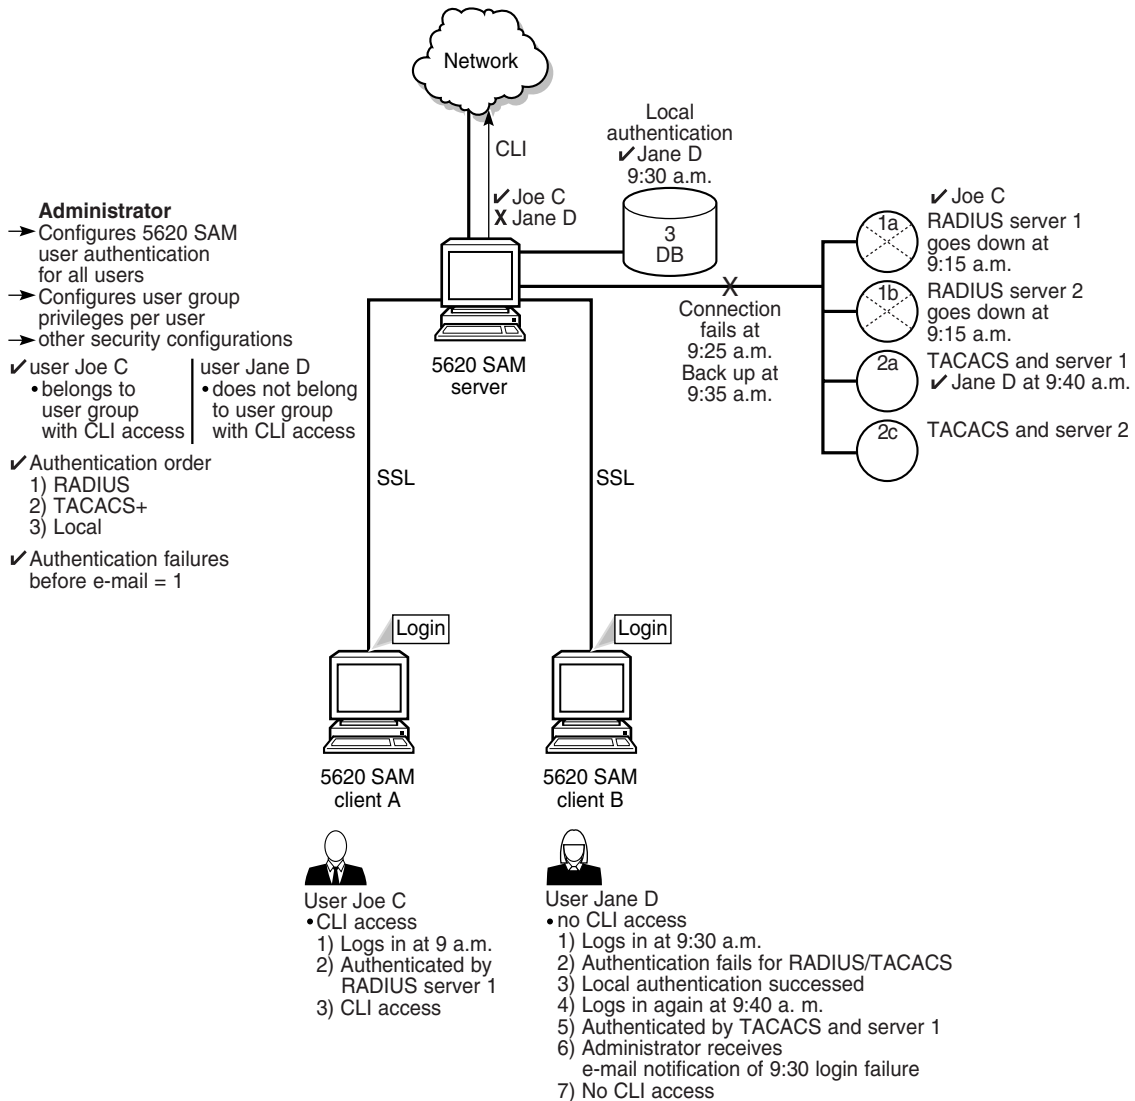 Network
CLI
✓ Joe C
X Jane D
Local
authentication
✓ Jane D
9:30 a.m.
3
DB
Administrator
→ Configures 5620 SAM
user authentication
for all users
→ Configures user group
privileges per user
→ other security configurations
✓ user Joe C
• belongs to
user group
with CLI access
user Jane D
• does not belong
to user group
with CLI access
✓ Authentication order
1) RADIUS
2) TACACS+
3) Local
✓ Authentication failures
before e-mail = 1
5620 SAM
server
X
Connection
fails at
9:25 a.m.
Back up at
9:35 a.m.
✓ Joe C
1a
RADIUS server 1
goes down at
9:15 a.m.
1b
RADIUS server 2
goes down at
9:15 a.m.
2a
TACACS and server 1
✓ Jane D at 9:40 a.m.
2c
TACACS and server 2
SSL
SSL
Login
Login
5620 SAM
client A
5620 SAM
client B
User Joe C
• CLI access
1) Logs in at 9 a.m.
2) Authenticated by
RADIUS server 1
3) CLI access
User Jane D
• no CLI access
1) Logs in at 9:30 a.m.
2) Authentication fails for RADIUS/TACACS
3) Local authentication successed
4) Logs in again at 9:40 a. m.
5) Authenticated by TACACS and server 1
6) Administrator receives
e-mail notification of 9:30 login failure
7) No CLI access